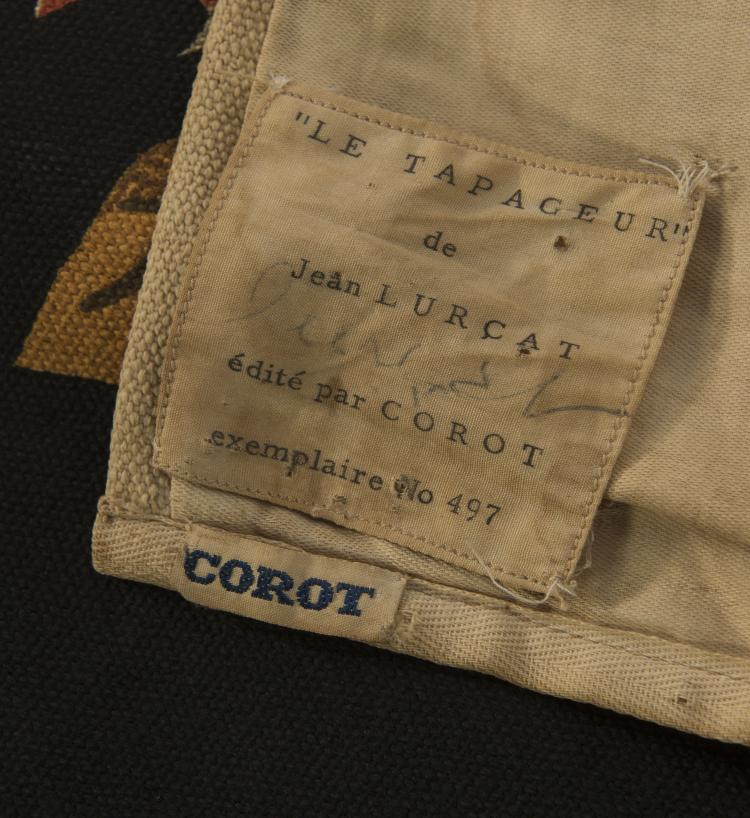 "LE TAPAGEUR"
de
Jean LURÇAT
édité par COROT
exemplaire No 497
COROT